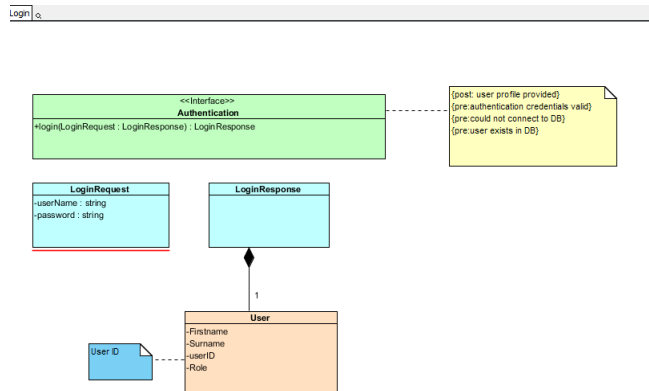 Login
<<Interface>>
Authentication
+login(LoginRequest : LoginResponse) : LoginResponse
{post: user profile provided}
{pre:authentication credentials valid}
{pre:could not connect to DB}
{pre:user exists in DB}
LoginRequest
-userName : string
-password : string
LoginResponse
1
User
-Firstname
-Surname
-userID
-Role
User ID